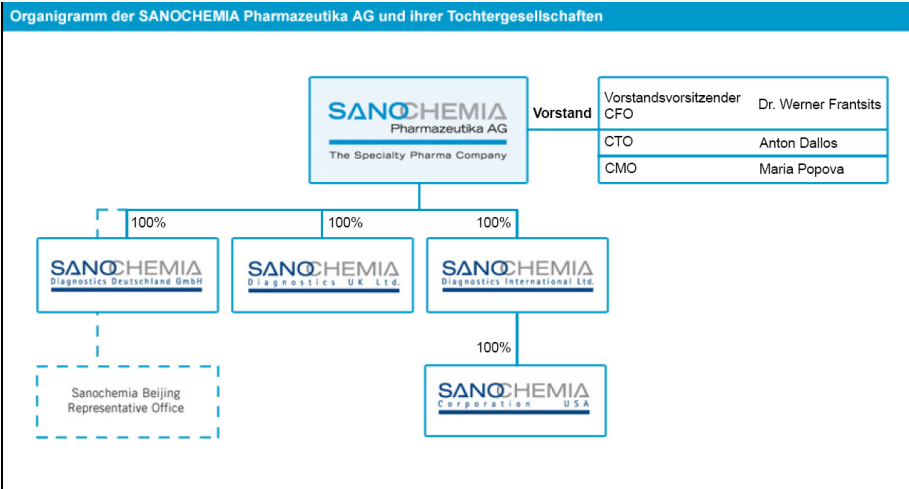 Organigramm der SANOCHEMIA Pharmazeutika AG und ihrer Tochtergesellschaften
SANOCHEMIA
Pharmazeutika AG
The Specialty Pharma Company
Vorstand
Vorstandsvorsitzender
CFO
Dr. Werner Frantsits
CTO
Anton Dallos
CMO
Maria Popova
100%
100%
100%
SANOCHEMIA
Diagnostics Deutschland GmbH
SANOCHEMIA
Diagnostics UK Ltd.
SANOCHEMIA
Diagnostics International Ltd.
100%
Sanochemia Beijing
Representative Office
SANOCHEMIA
Corporation USA